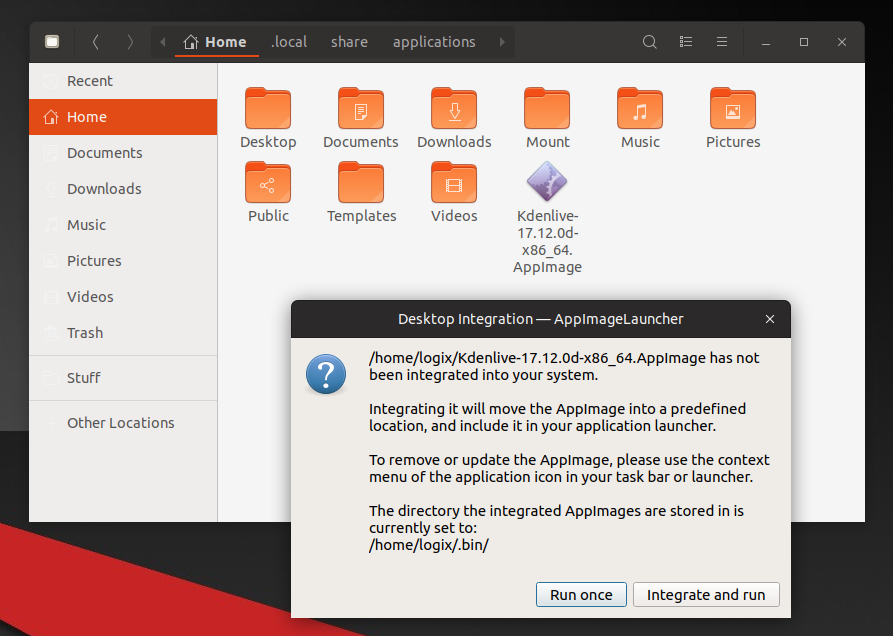 Home
.local
share
applications
Recent
Home
Documents
Downloads
Music
Pictures
Videos
Trash
Stuff
Other Locations
Desktop
Documents
Downloads
Mount
Music
Pictures
Public
Templates
Videos
Kdenlive-
17.12.0d-
x86_64.
AppImage
Desktop Integration — AppImageLauncher
/home/logix/Kdenlive-17.12.0d-x86_64.AppImage has not
been integrated into your system.
Integrating it will move the AppImage into a predefined
location, and include it in your application launcher.
To remove or update the AppImage, please use the context
menu of the application icon in your task bar or launcher.
The directory the integrated AppImages are stored in is
currently set to:
/home/logix/.bin/
Run once
Integrate and run